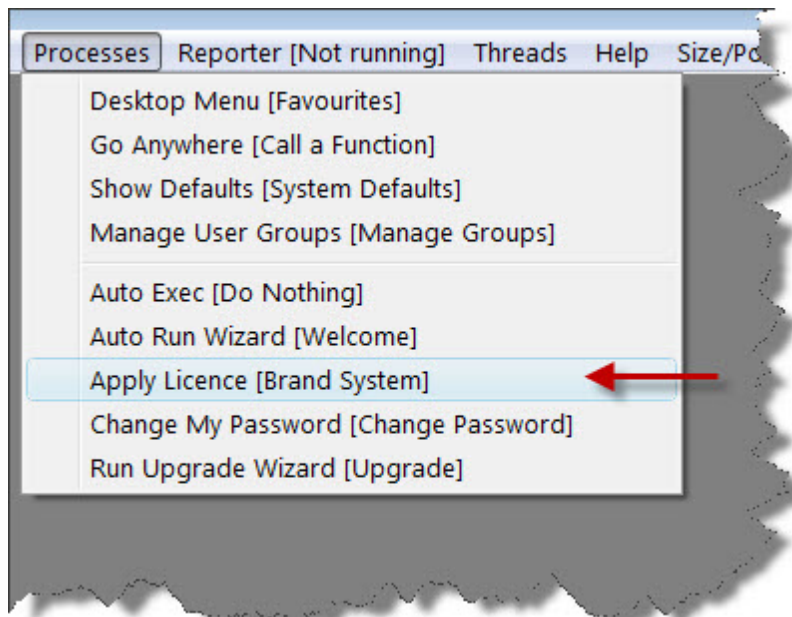 Processes Reporter [Not running] Threads Help Size/Po
Desktop Menu [Favourites]
Go Anywhere [Call a Function]
Show Defaults [System Defaults]
Manage User Groups [Manage Groups]
Auto Exec [Do Nothing]
Auto Run Wizard [Welcome]
Apply Licence [Brand System]
Change My Password [Change Password]
Run Upgrade Wizard [Upgrade]